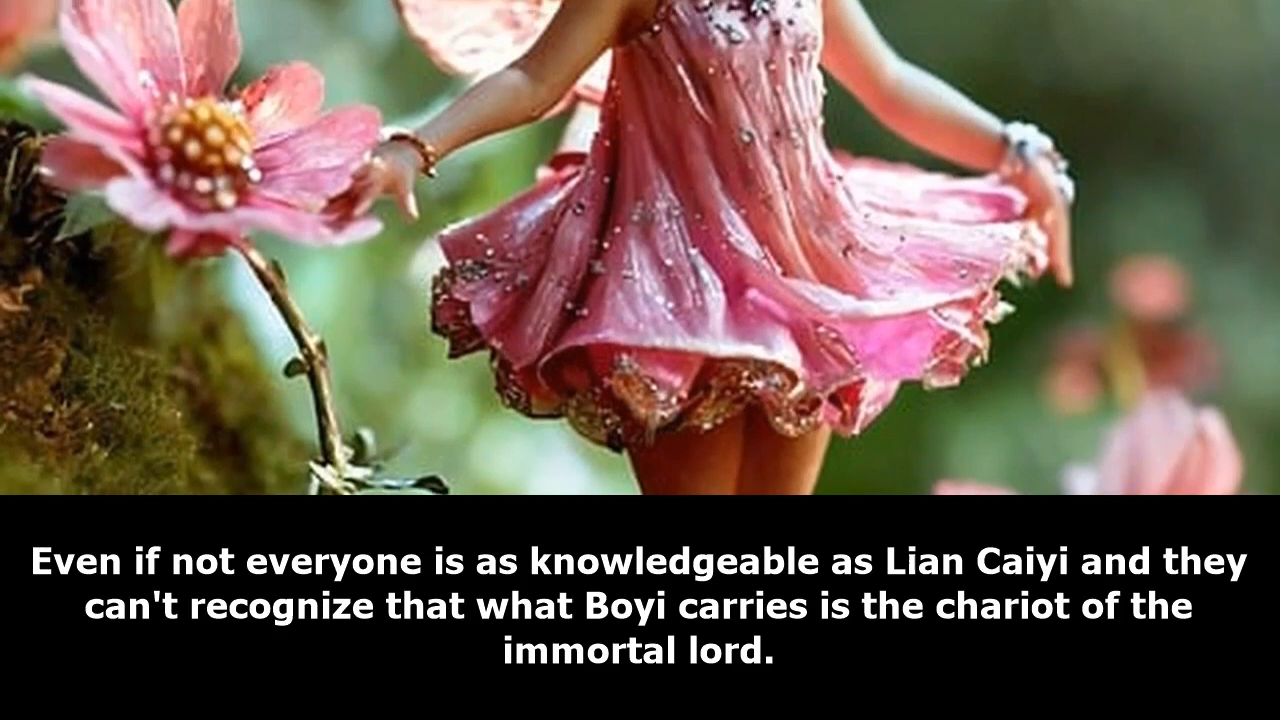 Even if not everyone is as knowledgeable as Lian Caiyi and they
can't recognize that what Boyi carries is the chariot of the
immortal lord.